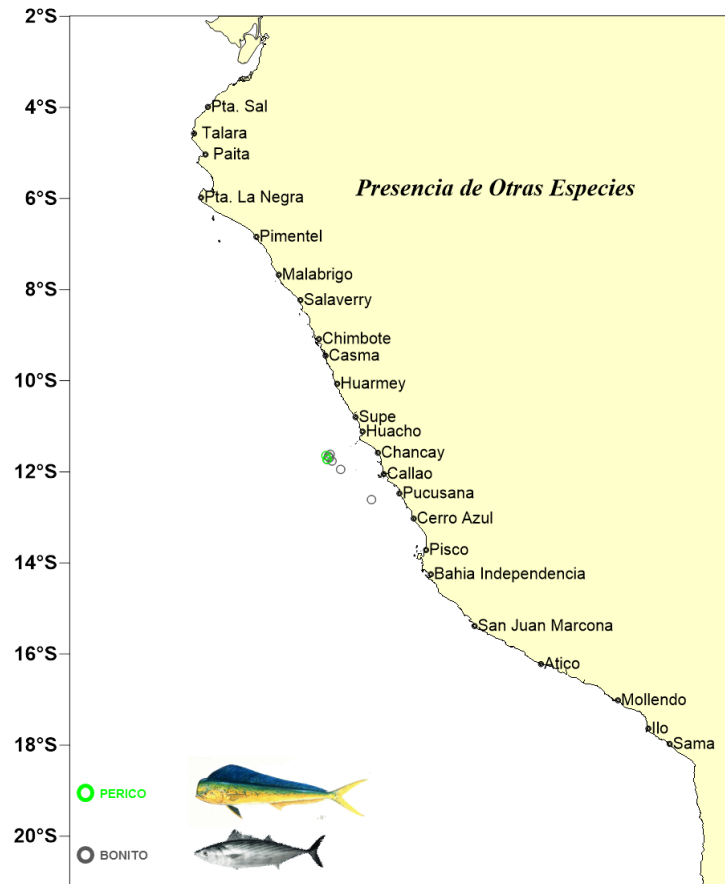 2°S
4°S
Pta. Sal
Talara
Paita
Presencia de Otras Especies
6°S
Pta. La Negra
Pimentel
Malabrigo
8°S
Salaverry
Chimbote
Casma
10°S
Huarmey
Supe
Huacho
Chancay
12°S
Callao
Pucusana
Cerro Azul
Pisco
14°S
Bahia Independencia
San Juan Marcona
16°S
Atico
Mollendo
Ilo
18°S
Sama
PERICO
20°S
BONITO